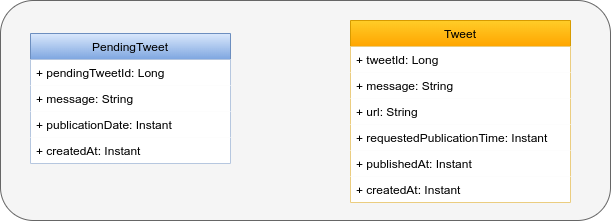 PendingTweet
+ pendingTweetId: Long
+ message: String
+ publicationDate: Instant
+ createdAt: Instant
Tweet
+ tweetId: Long
+ message: String
+ url: String
+ requestedPublicationTime: Instant
+ publishedAt: Instant
+ createdAt: Instant